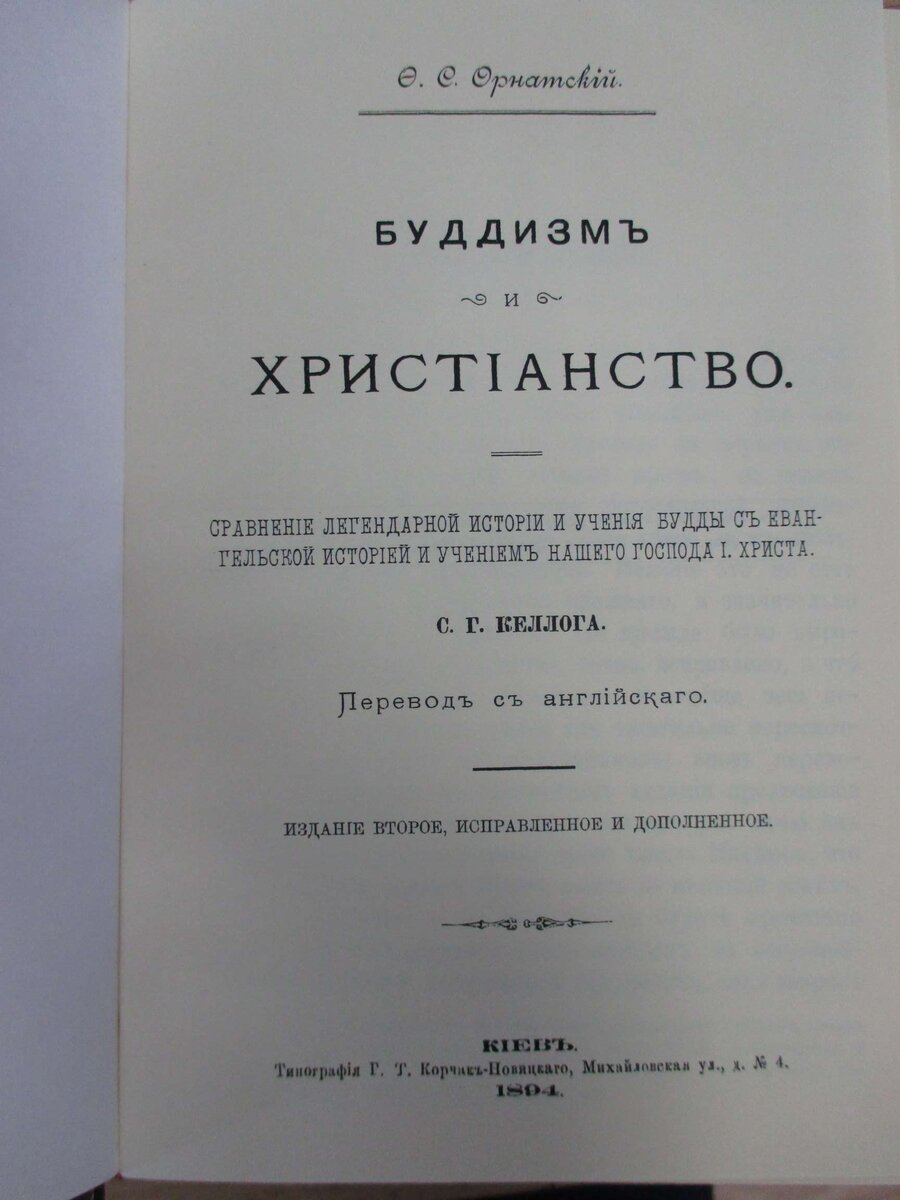 Ѳ. С. Орнатскій.
БУДДИЗМЪ
И
ХРИСТІАНСТВО.
СРАВНЕНІЕ ЛЕГЕНДАРНОЙ ИСТОРІИ И УЧЕНІЯ БУДДЫ СЪ ЕВАН-
ГЕЛЬСКОЙ ИСТОРІЕЙ И УЧЕНІЕМЪ НАШЕГО ГОСПОДА І. ХРИСТА.
С. Г. КЕЛЛОГА.
Переводъ съ англійскаго.
ИЗДАНІЕ ВТОРОЕ, ИСПРАВЛЕННОЕ И ДОПОЛНЕННОЕ.
КІЕВЪ.
Типографія Г. Т. Корчакъ-Новицкаго, Михайловская ул., д. № 4.
1894.